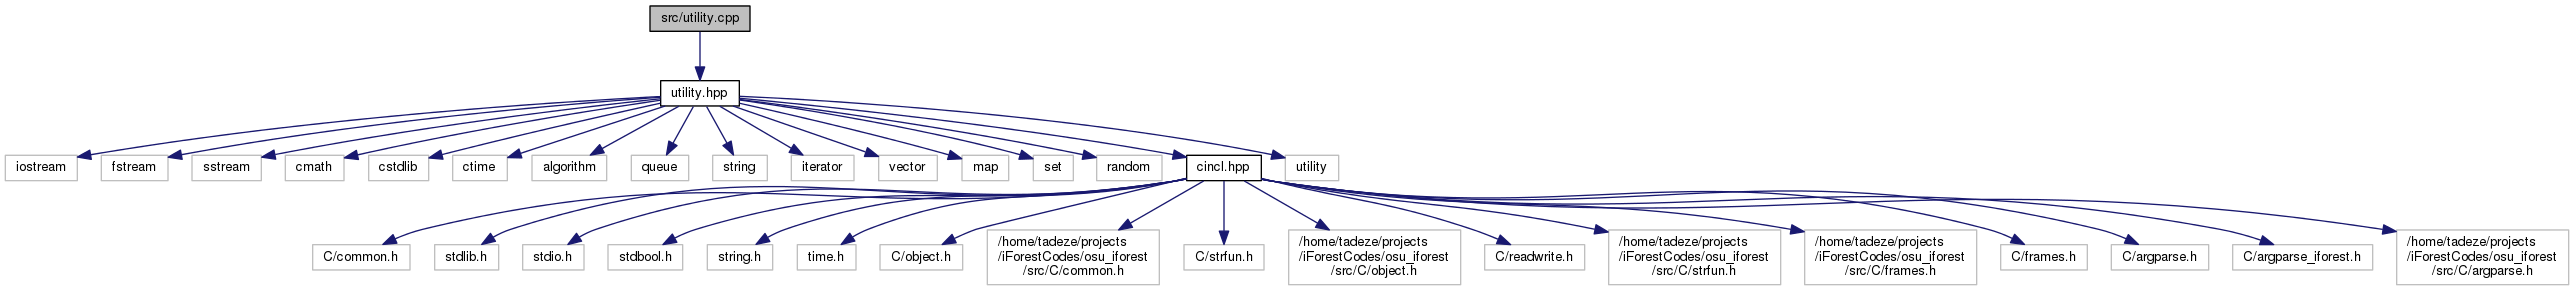 src/utility.cpp
utility.hpp
iostream
fstream
sstream
cmath
cstdlib
ctime
algorithm
queue
string
iterator
vector
map
set
random
cincl.hpp
utility
C/common.h
stdlib.h
stdio.h
stdbool.h
string.h
time.h
C/object.h
/home/tadeze/projects
/iForestCodes/osu_iforest
/src/C/common.h
C/strfun.h
/home/tadeze/projects
/iForestCodes/osu_iforest
/src/C/object.h
C/readwrite.h
/home/tadeze/projects
/iForestCodes/osu_iforest
/src/C/strfun.h
/home/tadeze/projects
/iForestCodes/osu_iforest
/src/C/frames.h
C/frames.h
C/argparse.h
C/argparse_iforest.h
/home/tadeze/projects
/iForestCodes/osu_iforest
/src/C/argparse.h